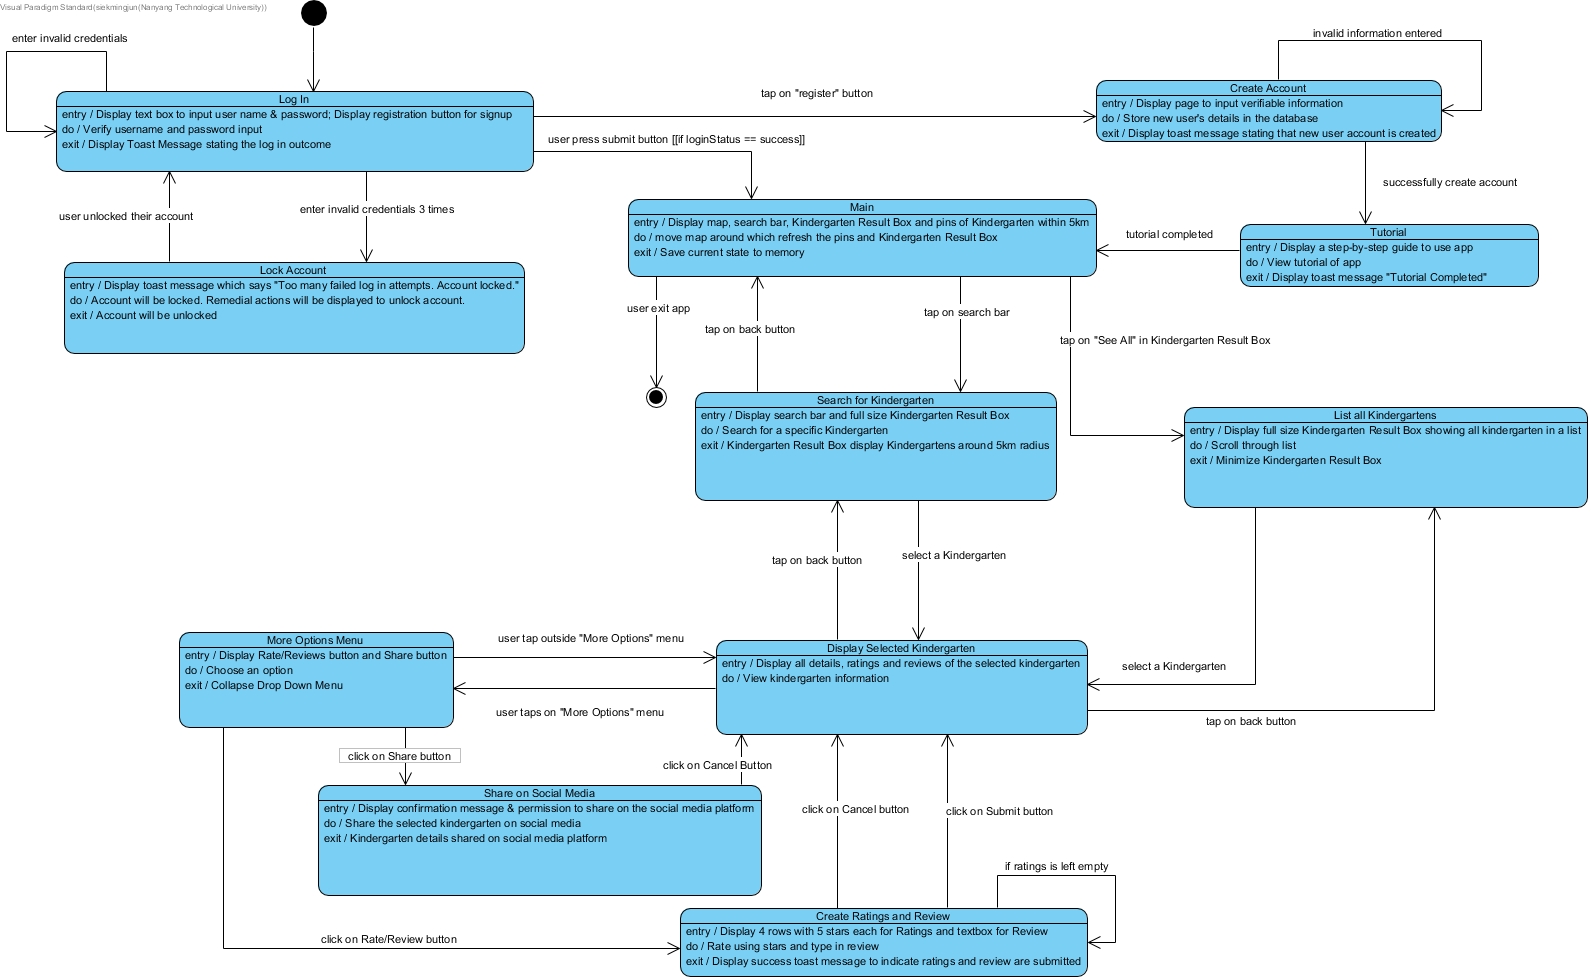 Visual Paradigm Standard(siekmingjun(Nanyang Technological University))
enter invalid credentials
invalid information entered
Log In
entry / Display text box to input user name & password; Display registration button for signup
do / Verify username and password input
exit / Display Toast Message stating the log in outcome
tap on "register" button
Create Account
entry / Display page to input verifiable information
do / Store new user's details in the database
exit / Display toast message stating that new user account is created
user press submit button [[if loginStatus == success]]
successfully create account
user unlocked their account
enter invalid credentials 3 times
Main
entry / Display map, search bar, Kindergarten Result Box and pins of Kindergarten within 5km
do / move map around which refresh the pins and Kindergarten Result Box
exit / Save current state to memory
tutorial completed
Tutorial
entry / Display a step-by-step guide to use app
do / View tutorial of app
exit / Display toast message "Tutorial Completed"
Lock Account
entry / Display toast message which says "Too many failed log in attempts. Account locked."
do / Account will be locked. Remedial actions will be displayed to unlock account.
exit / Account will be unlocked
user exit app
tap on back button
tap on search bar
tap on "See All" in Kindergarten Result Box
Search for Kindergarten
entry / Display search bar and full size Kindergarten Result Box
do / Search for a specific Kindergarten
exit / Kindergarten Result Box display Kindergartens around 5km radius
List all Kindergartens
entry / Display full size Kindergarten Result Box showing all kindergarten in a list
do / Scroll through list
exit / Minimize Kindergarten Result Box
tap on back button
select a Kindergarten
More Options Menu
entry / Display Rate/Reviews button and Share button
do / Choose an option
exit / Collapse Drop Down Menu
user tap outside "More Options" menu
user taps on "More Options" menu
Display Selected Kindergarten
entry / Display all details, ratings and reviews of the selected kindergarten
do / View kindergarten information
select a Kindergarten
tap on back button
click on Share button
click on Cancel Button
Share on Social Media
entry / Display confirmation message & permission to share on the social media platform
do / Share the selected kindergarten on social media
exit / Kindergarten details shared on social media platform
click on Cancel button
click on Submit button
if ratings is left empty
click on Rate/Review button
Create Ratings and Review
entry / Display 4 rows with 5 stars each for Ratings and textbox for Review
do / Rate using stars and type in review
exit / Display success toast message to indicate ratings and review are submitted